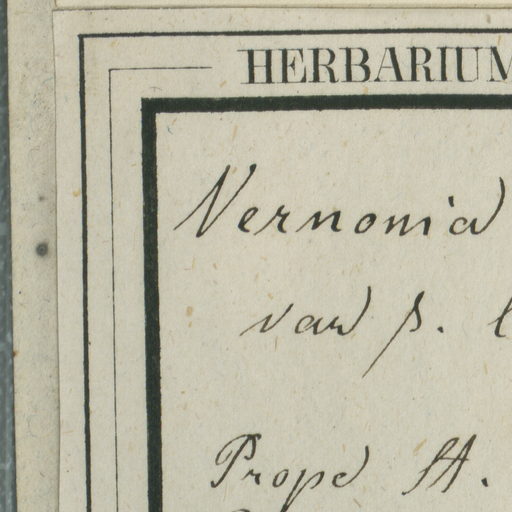 HERBARIUM
Vernonia
var β.
Prope St.